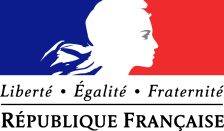 Liberté • Égalité • Fraternité
RÉPUBLIQUE FRANÇAISE